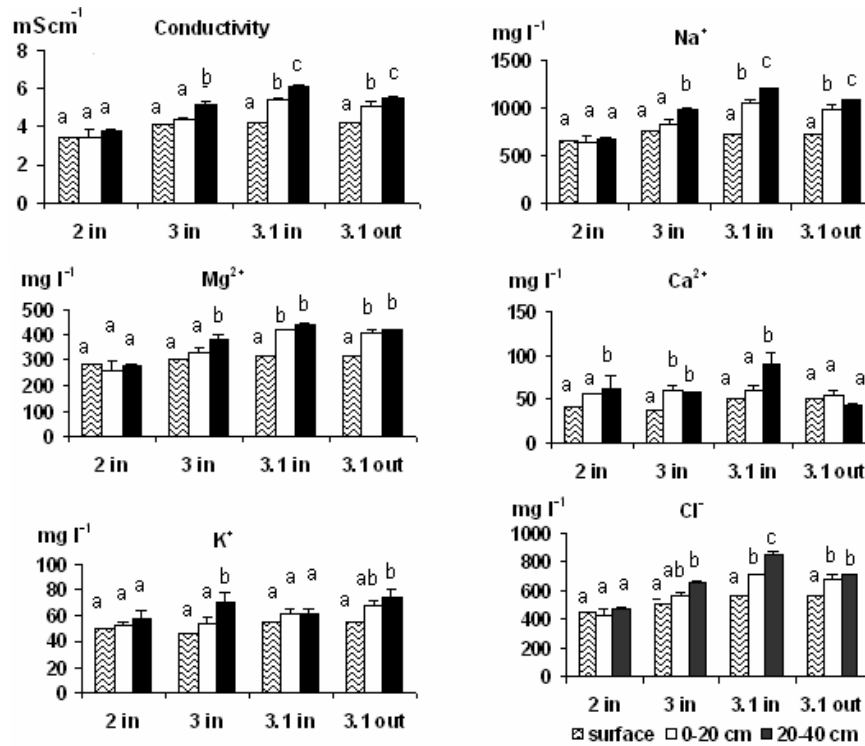 mScm⁻¹
Conductivity
8
6
4
2
0
a a a
a a b
a b c
a b c
2 in 3 in 3.1 in 3.1 out
mg l⁻¹
Na⁺
1500
1000
500
0
a a a
a a b
a b c
a b c
2 in 3 in 3.1 in 3.1 out
mg l⁻¹
Mg²⁺
500
400
300
200
100
0
a a a
a a b
a b b
a b b
2 in 3 in 3.1 in 3.1 out
mg l⁻¹
Ca²⁺
150
100
50
0
a a b
a b b
a a b
a a a
2 in 3 in 3.1 in 3.1 out
mg l⁻¹
K⁺
100
80
60
40
20
0
a a a
a a b
a a a
a ab b
2 in 3 in 3.1 in 3.1 out
mg l⁻¹
Cl⁻
1000
800
600
400
200
0
a a a
a ab b
a b c
a b b
2 in 3 in 3.1 in 3.1 out
surface 0-20 cm 20-40 cm